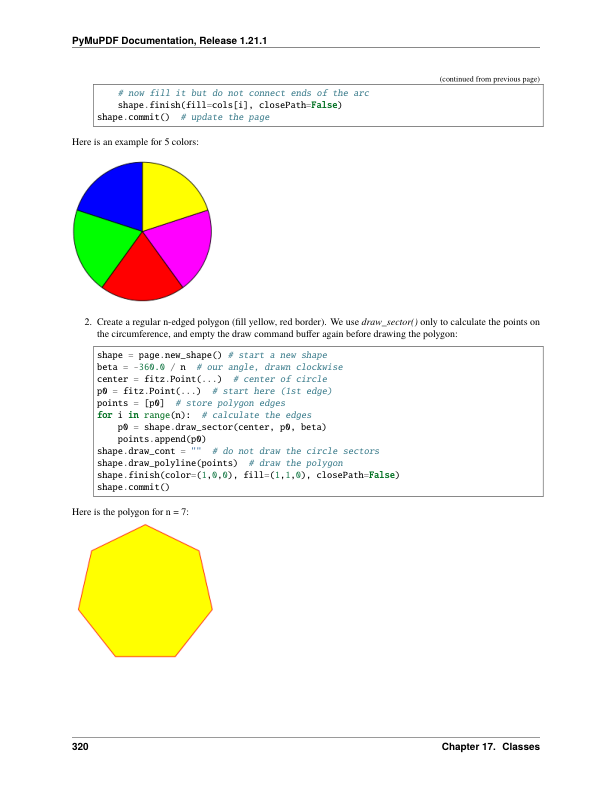 PyMuPDF Documentation, Release 1.21.1
(continued from previous page)
# now fill it but do not connect ends of the arc
shape.finish(fill=cols[i], closePath=False)
shape.commit()  # update the page
Here is an example for 5 colors:
2. Create a regular n-edged polygon (fill yellow, red border). We use draw_sector() only to calculate the points on
the circumference, and empty the draw command buffer again before drawing the polygon:
shape = page.new_shape() # start a new shape
beta = -360.0 / n  # our angle, drawn clockwise
center = fitz.Point(...)  # center of circle
p0 = fitz.Point(...)  # start here (1st edge)
points = [p0]  # store polygon edges
for i in range(n):  # calculate the edges
p0 = shape.draw_sector(center, p0, beta)
points.append(p0)
shape.draw_cont = ""  # do not draw the circle sectors
shape.draw_polyline(points)  # draw the polygon
shape.finish(color=(1,0,0), fill=(1,1,0), closePath=False)
shape.commit()
Here is the polygon for n = 7:
320 Chapter 17. Classes